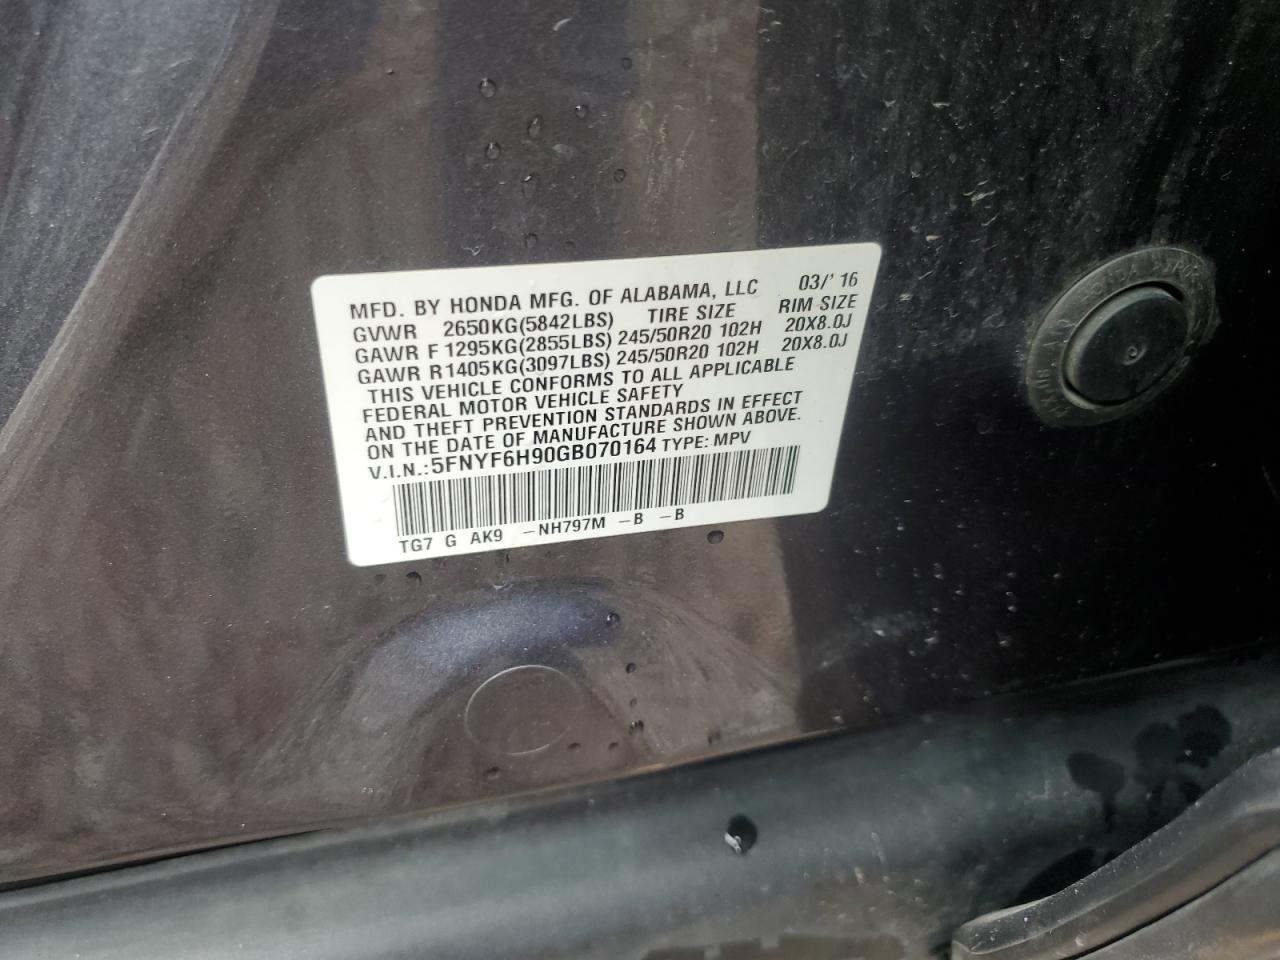 MFD. BY HONDA MFG. OF ALABAMA, LLC 03/'16
GVWR 2650KG(5842LBS) TIRE SIZE RIM SIZE
GAWR F 1295KG(2855LBS) 245/50R20 102H 20X8.0J
GAWR R 1405KG(3097LBS) 245/50R20 102H 20X8.0J
THIS VEHICLE CONFORMS TO ALL APPLICABLE
FEDERAL MOTOR VEHICLE SAFETY
AND THEFT PREVENTION STANDARDS IN EFFECT
ON THE DATE OF MANUFACTURE SHOWN ABOVE.
V.I.N.:5FNYF6H90GB070164 TYPE: MPV
TG7 G AK9 -NH797M -B -B